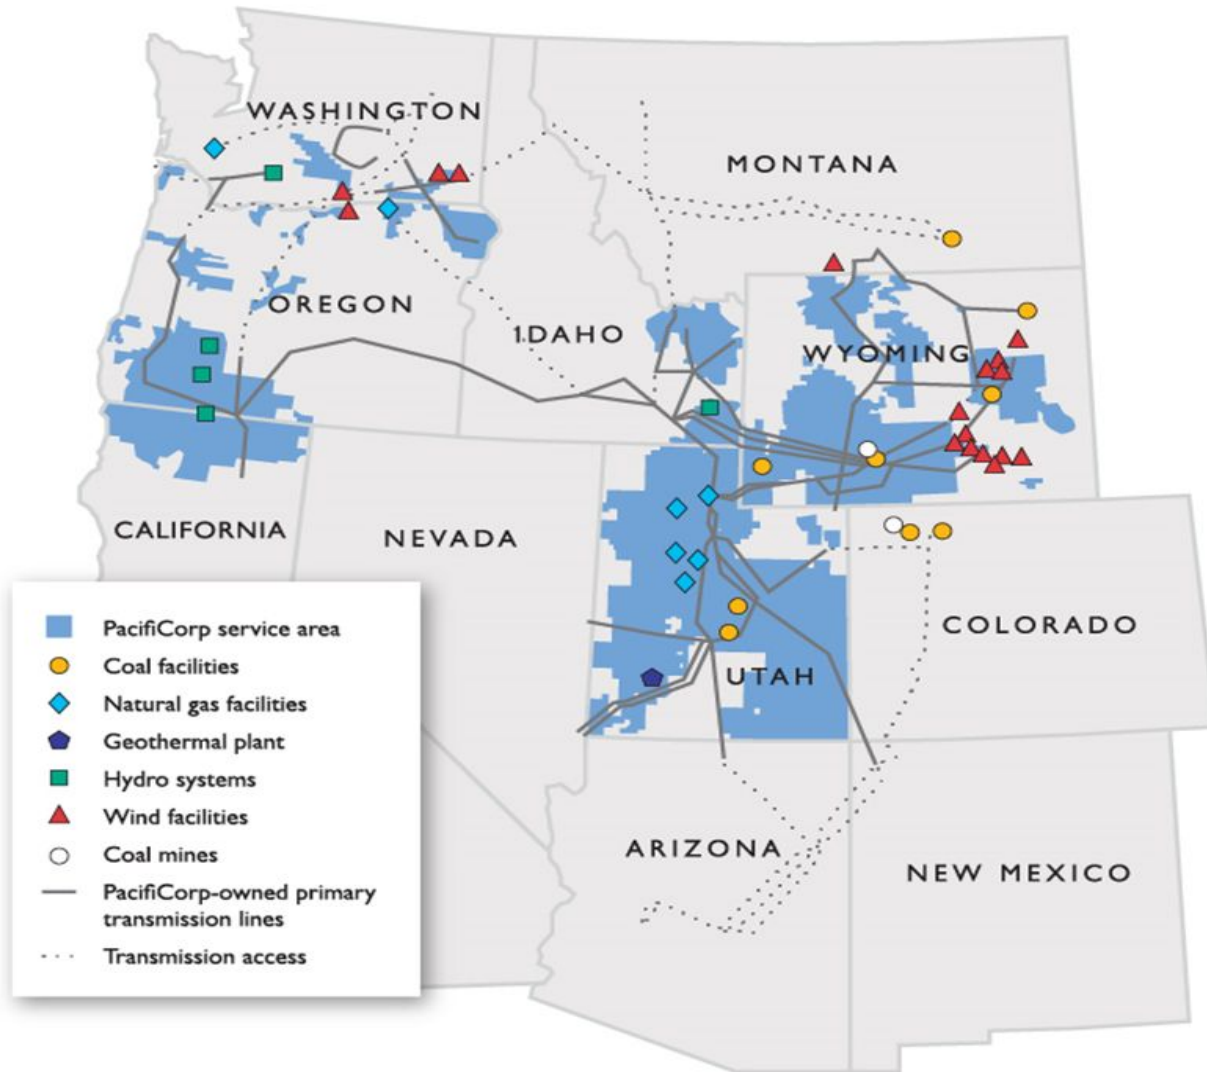 WASHINGTON
MONTANA
OREGON
IDAHO
WYOMING
CALIFORNIA
NEVADA
UTAH
COLORADO
ARIZONA
NEW MEXICO
PacifiCorp service area
Coal facilities
Natural gas facilities
Geothermal plant
Hydro systems
Wind facilities
Coal mines
PacifiCorp-owned primary
transmission lines
Transmission access